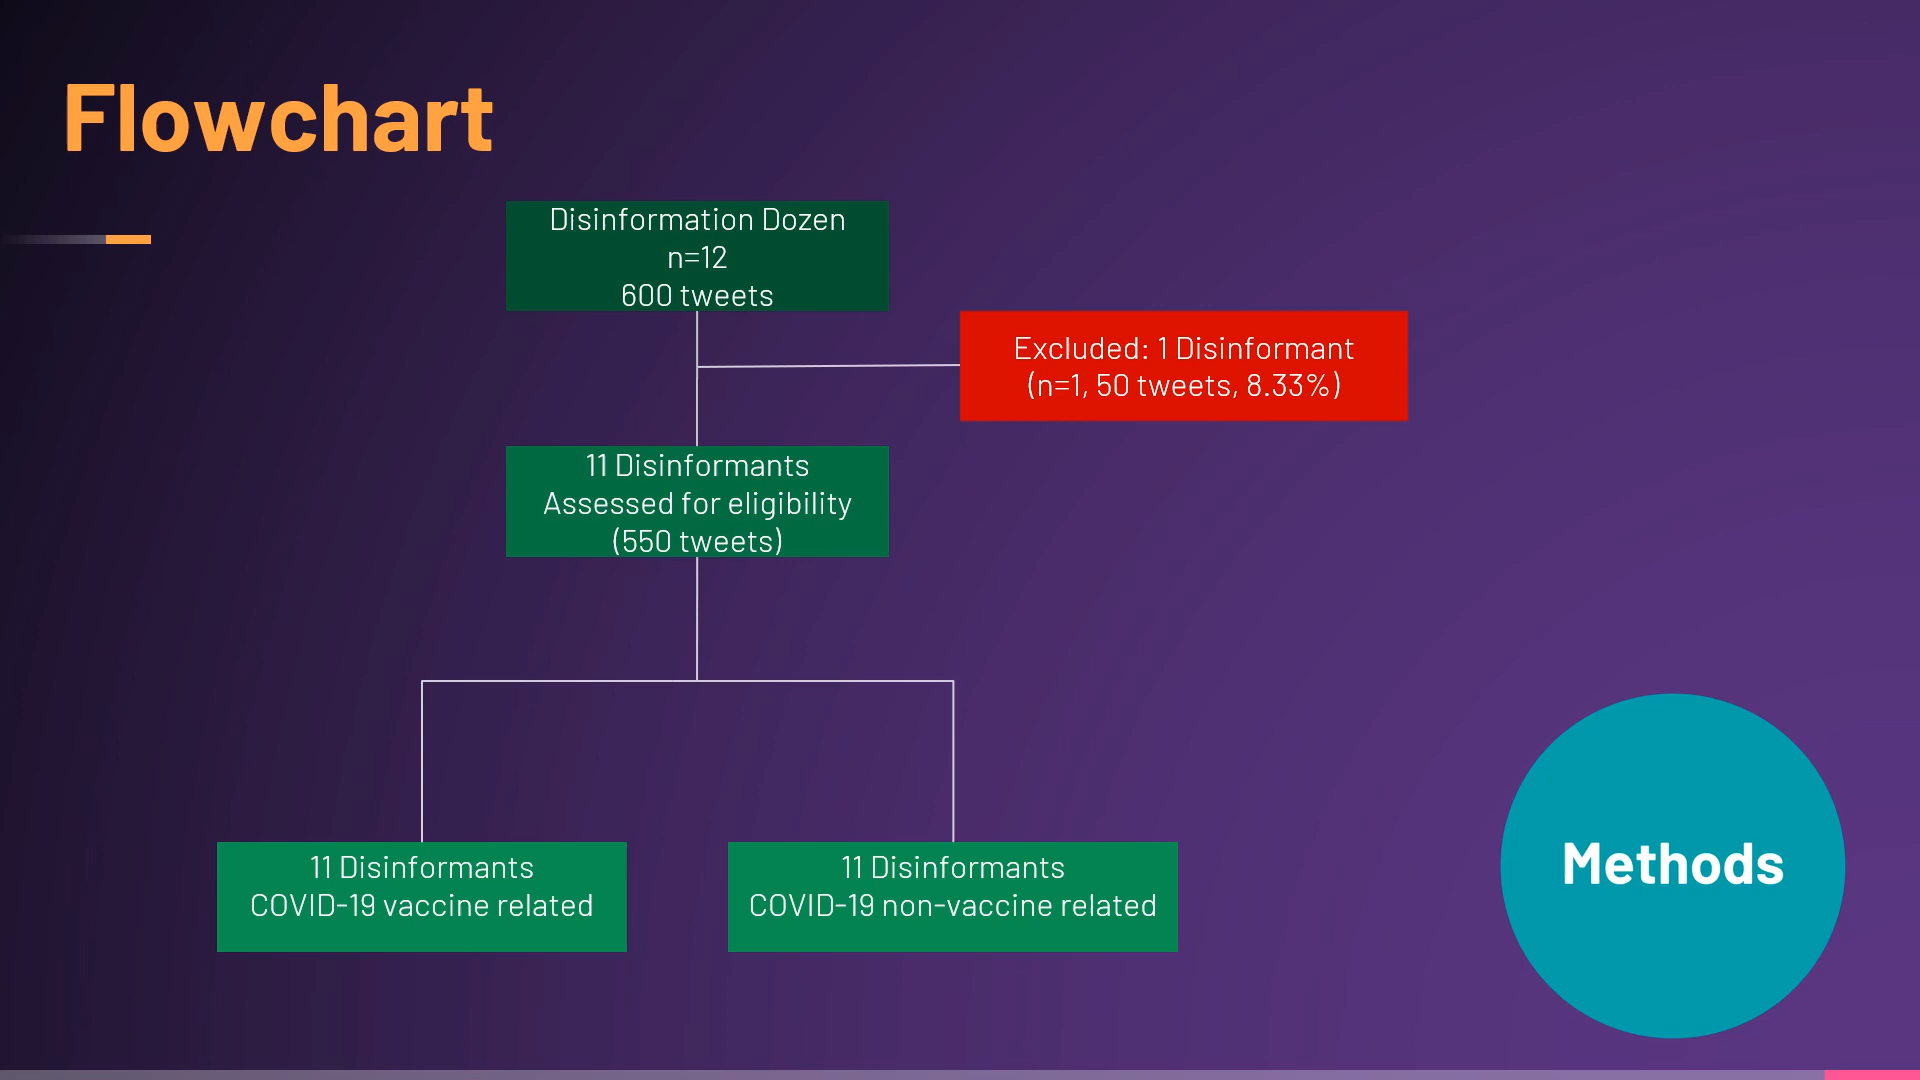 Flowchart
Disinformation Dozen
n=12
600 tweets
Excluded: 1 Disinformant
(n=1, 50 tweets, 8.33%)
11 Disinformants
Assessed for eligibility
(550 tweets)
11 Disinformants
COVID-19 vaccine related
11 Disinformants
COVID-19 non-vaccine related
Methods